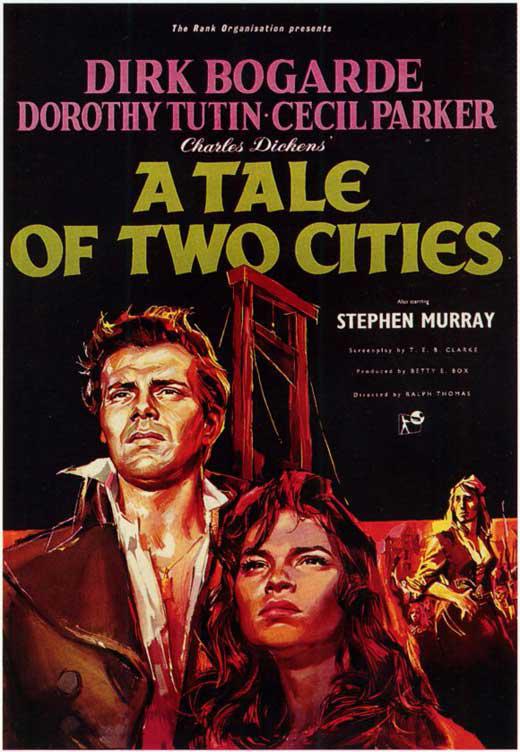 The Rank Organisation presents
DIRK BOGARDE
DOROTHY TUTIN · CECIL PARKER
Charles Dickens'
A TALE
OF TWO CITIES
Also starring
STEPHEN MURRAY
Screenplay by T. E. B. CLARKE
Produced by BETTY E. BOX
Directed by RALPH THOMAS